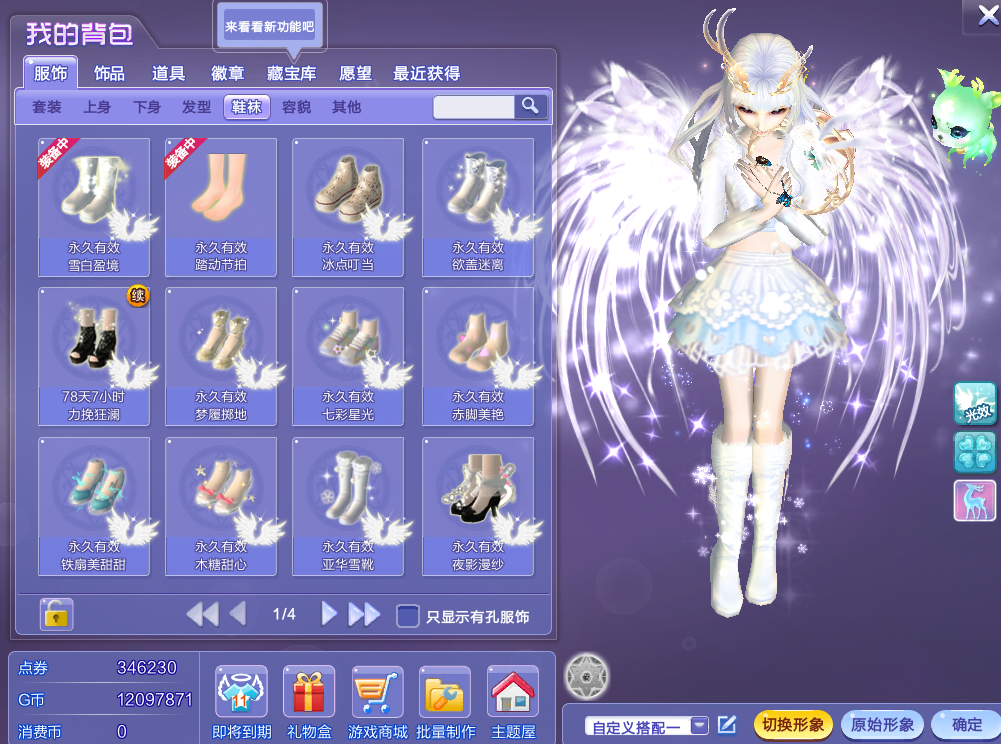 来看看新功能吧
我的背包
服饰 饰品 道具 徽章 藏宝库 愿望 最近获得
套装 上身 下身 发型 鞋袜 容貌 其他
装备中 装备中
永久有效 永久有效 永久有效 永久有效
雪白盈境 踏动节拍 冰点叮当 欲盖迷离
续
78天7小时 永久有效 永久有效 永久有效
力挽狂澜 梦履掷地 七彩星光 赤脚美艳
光效
永久有效 永久有效 永久有效 永久有效
铁扇美甜甜 木糖甜心 亚华雪靴 夜影漫纱
1/4 只显示有孔服饰
点券 346230
G币 12097871
消费币 0
11
即将到期 礼物盒 游戏商城 批量制作 主题屋
自定义搭配一 切换形象 原始形象 确定